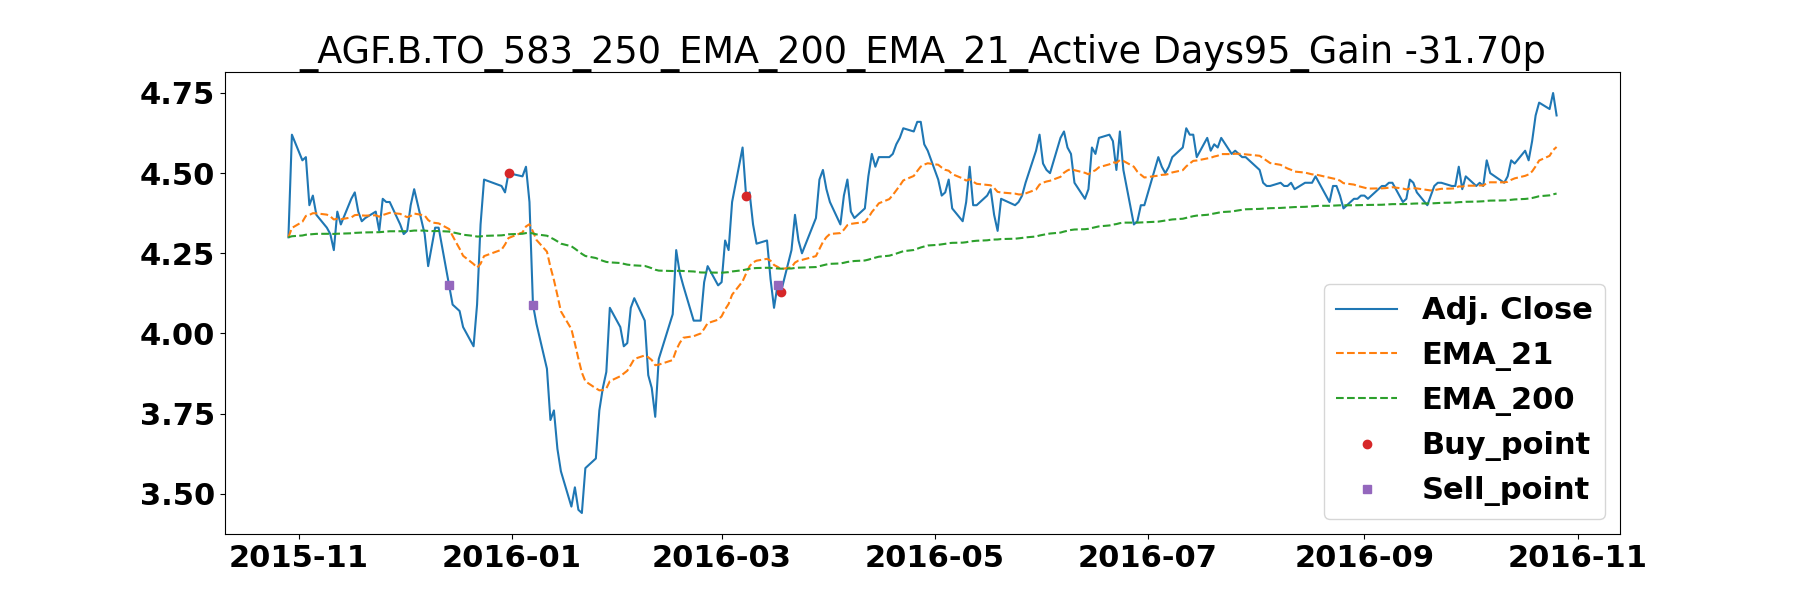 _AGF.B.TO_583_250_EMA_200_EMA_21_Active Days95_Gain -31.70p
4.75
4.50
4.25
4.00
3.75
3.50
2015-11 2016-01 2016-03 2016-05 2016-07 2016-09 2016-11
Adj. Close
EMA_21
EMA_200
Buy_point
Sell_point